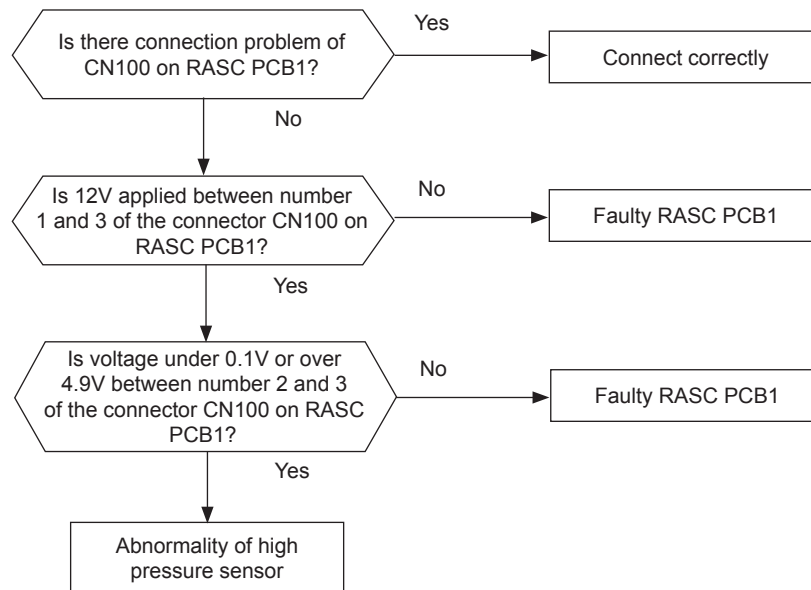 Is there connection problem of
CN100 on RASC PCB1?
Yes
Connect correctly
No
Is 12V applied between number
1 and 3 of the connector CN100 on
RASC PCB1?
No
Faulty RASC PCB1
Yes
Is voltage under 0.1V or over
4.9V between number 2 and 3
of the connector CN100 on RASC
PCB1?
No
Faulty RASC PCB1
Yes
Abnormality of high
pressure sensor